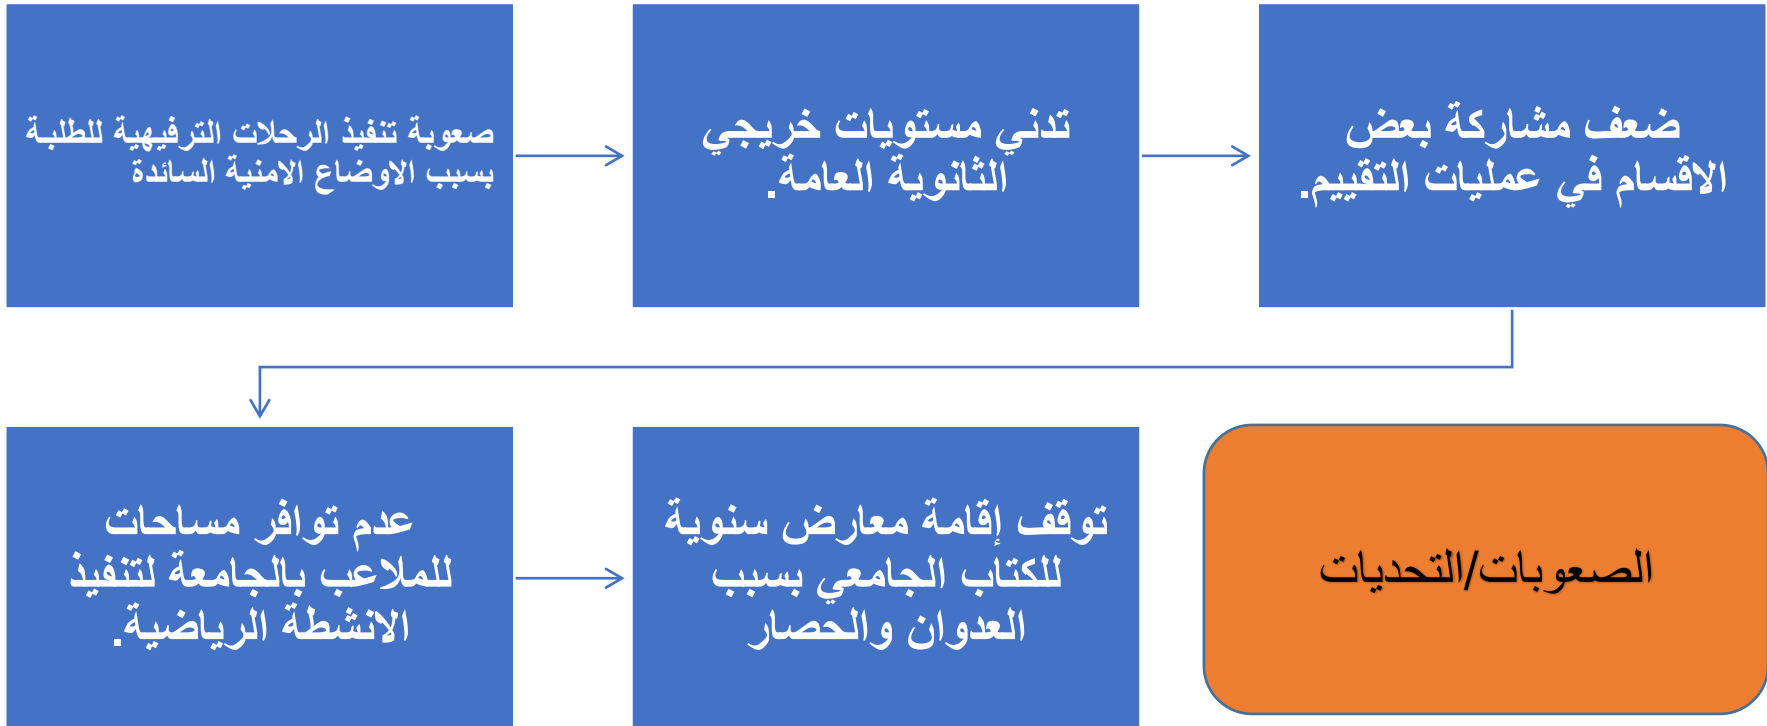 صعوبة تنفيذ الرحلات الترفيهية للطلبة
بسبب الاوضاع الامنية السائدة
تدني مستويات خريجي
الثانوية العامة.
ضعف مشاركة بعض
الاقسام في عمليات التقييم.
عدم توافر مساحات
للملاعب بالجامعة لتنفيذ
الانشطة الرياضية.
توقف إقامة معارض سنوية
للكتاب الجامعي بسبب
العدوان والحصار
الصعوبات/التحديات